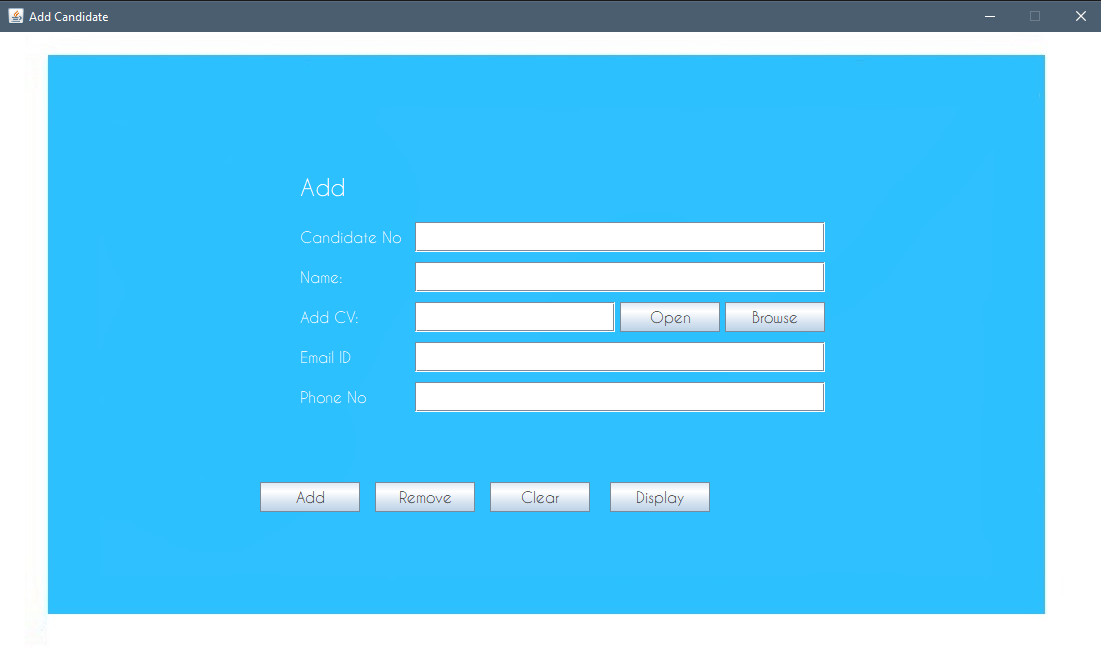 Add Candidate
Add
Candidate No
Name:
Add CV: Open Browse
Email ID
Phone No
Add Remove Clear Display